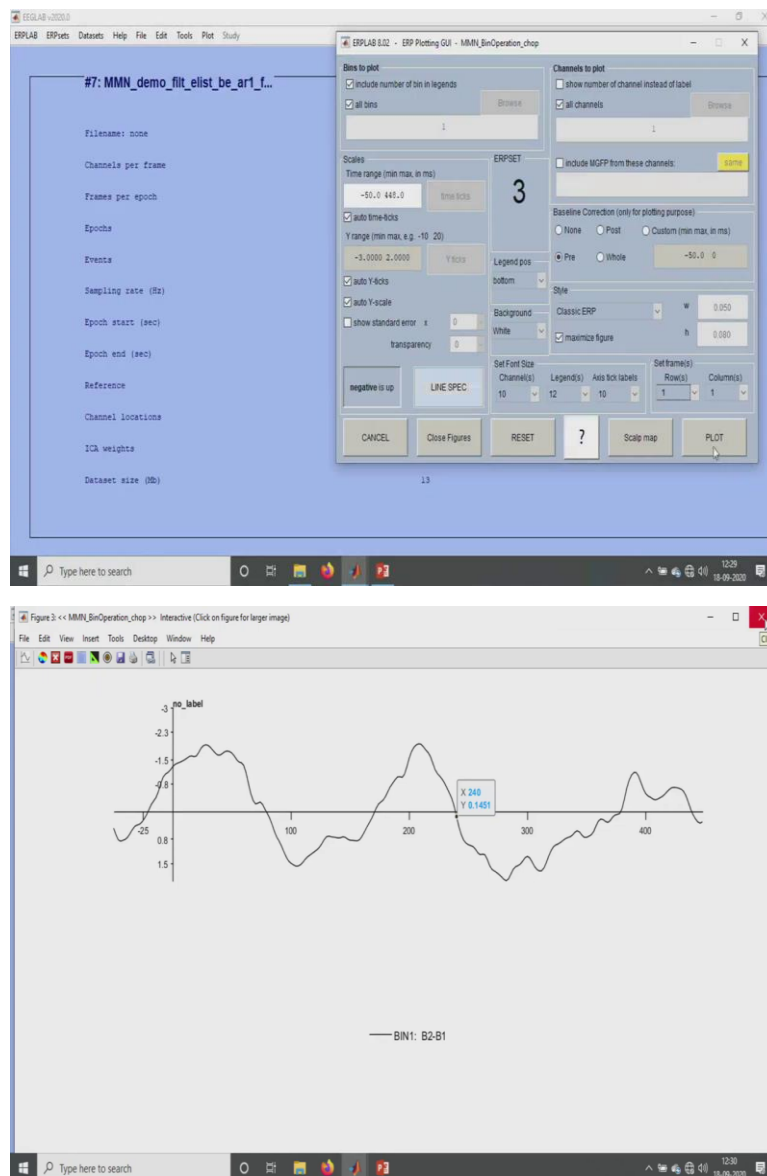 EEGLAB v2020.0
ERPLAB ERPsets Datasets Help File Edit Tools Plot Study
#7: MMN_demo_filt_elist_be_ar1_f...
Filename: none
Channels per frame
Frames per epoch
Epochs
Events
Sampling rate (Hz)
Epoch start (sec)
Epoch end (sec)
Reference
Channel locations
ICA weights
Dataset size (Mb) 13
ERPLAB 8.02 - ERP Plotting GUI - MMN_BinOperation_chop
Bins to plot
include number of bin in legends
all bins Browse
1
Channels to plot
show number of channel instead of label
all channels Browse
1
include MGFP from these channels: same
Scales
Time range (min max, in ms)
-50.0 448.0 time ticks
auto time-ticks
Y range (min max, e.g. -10 20)
-3.0000 2.0000 Y ticks
auto Y-ticks
auto Y-scale
show standard error x 0
transparency 0
negative is up LINE SPEC
ERPSET
3
Legend pos
bottom
Background
White
Baseline Correction (only for plotting purpose)
None Post Custom (min max, in ms)
Pre Whole -50.0 0
Style
Classic ERP w 0.050
maximize figure h 0.080
Set Font Size
Channel(s) Legend(s) Axis tick labels
10 12 10
Set frame(s)
Row(s) Column(s)
1 1
CANCEL Close Figures RESET ? Scalp map PLOT
Type here to search
12:29
18-09-2020
Figure 3: << MMN_BinOperation_chop >> Interactive (Click on figure for larger image)
File Edit View Insert Tools Desktop Window Help
no_label
-3
-2.3
-1.5
-0.8
0.8
1.5
-25 100 200 300 400
X 240
Y 0.1451
BIN1: B2-B1
Type here to search
12:30
18-09-2020